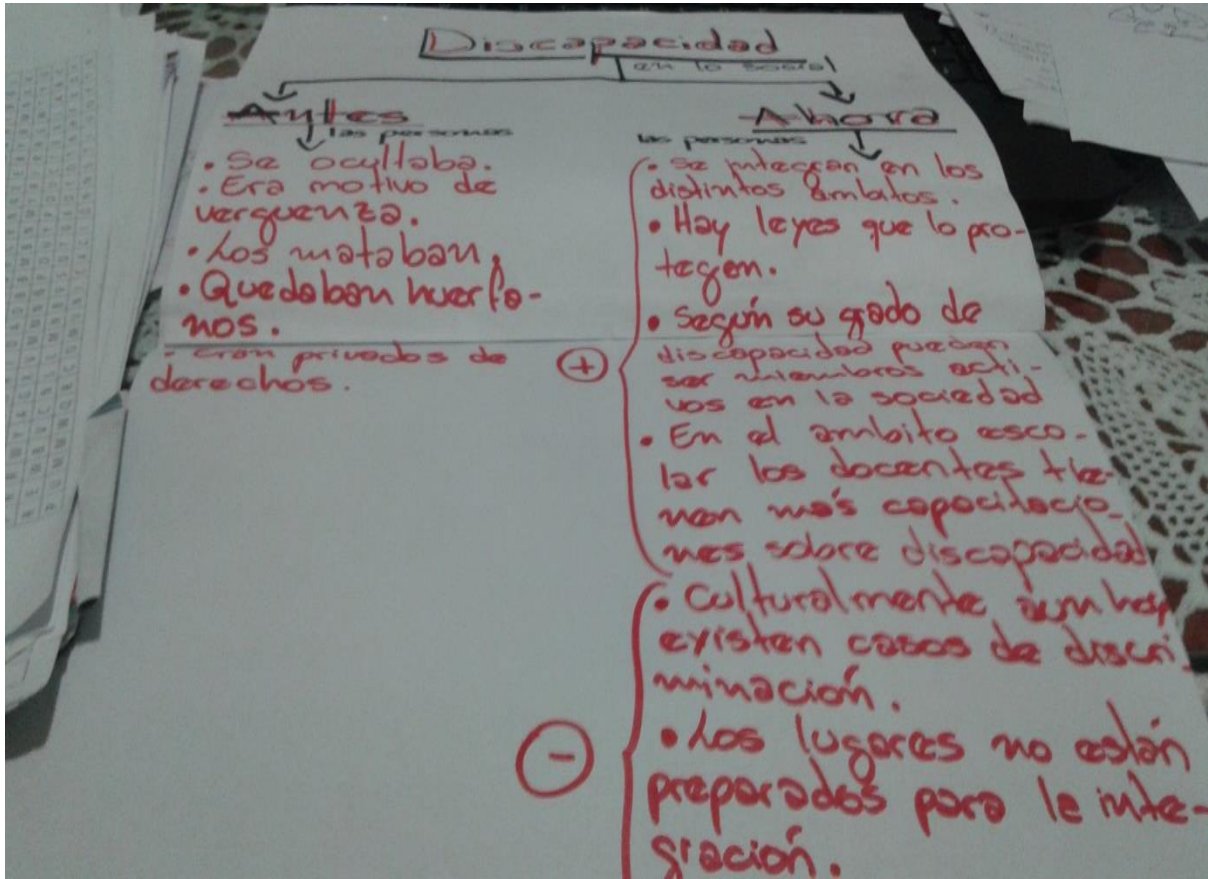 Discapacidad
en lo social
Antes
las personas
• Se ocultaba.
• Era motivo de
verguenza.
• Los mataban.
• Quedaban huerfa-
nos.
- Eran privados de
derechos.
Ahora
las personas
• Se integran en los
distintos ámbitos.
• Hay leyes que lo pro-
tegen.
• Según su grado de
discapacidad pueden
ser miembros acti-
vos en la sociedad
• En el ambito esco-
lar los docentes tie-
nen más capacitacio-
nes sobre discapacidad
+
• Culturalmente aun hoy
existen casos de discri-
minación.
• Los lugares no están
preparados para la inte-
gración.
-